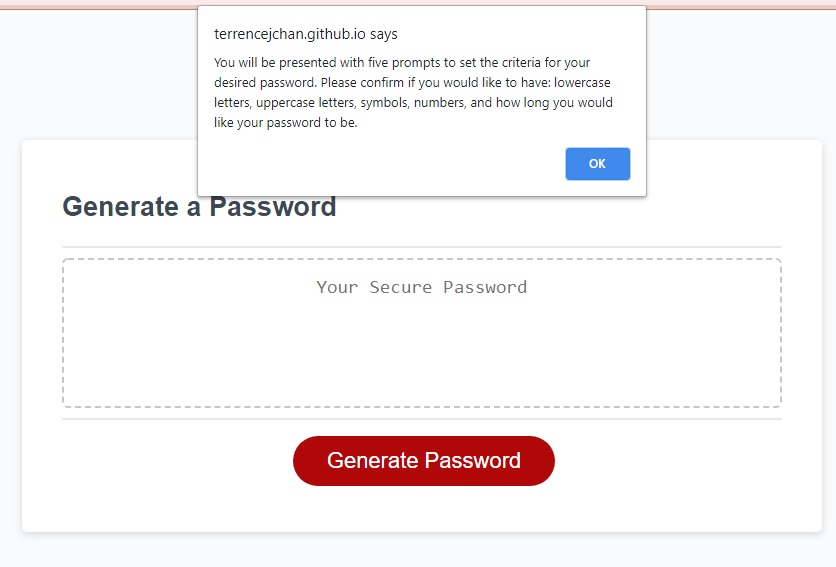 terrencejchan.github.io says
You will be presented with five prompts to set the criteria for your
desired password. Please confirm if you would like to have: lowercase
letters, uppercase letters, symbols, numbers, and how long you would
like your password to be.
OK
Generate a Password
Your Secure Password
Generate Password